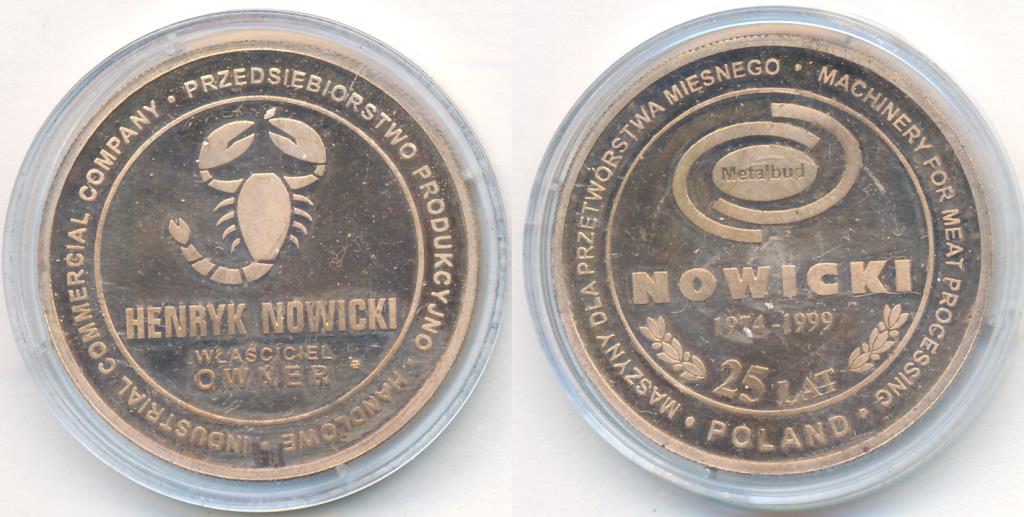 PRZEDSIĘBIORSTWO PRODUKCYJNO - HANDLOWE • INDUSTRIAL COMMERCIAL COMPANY •
HENRYK NOWICKI
WŁAŚCICIEL
OWNER
MASZYNY DLA PRZETWÓRSTWA MIĘSNEGO • MACHINERY FOR MEAT PROCESSING •
Metalbud
NOWICKI
1974-1999
25 LAT
• POLAND •